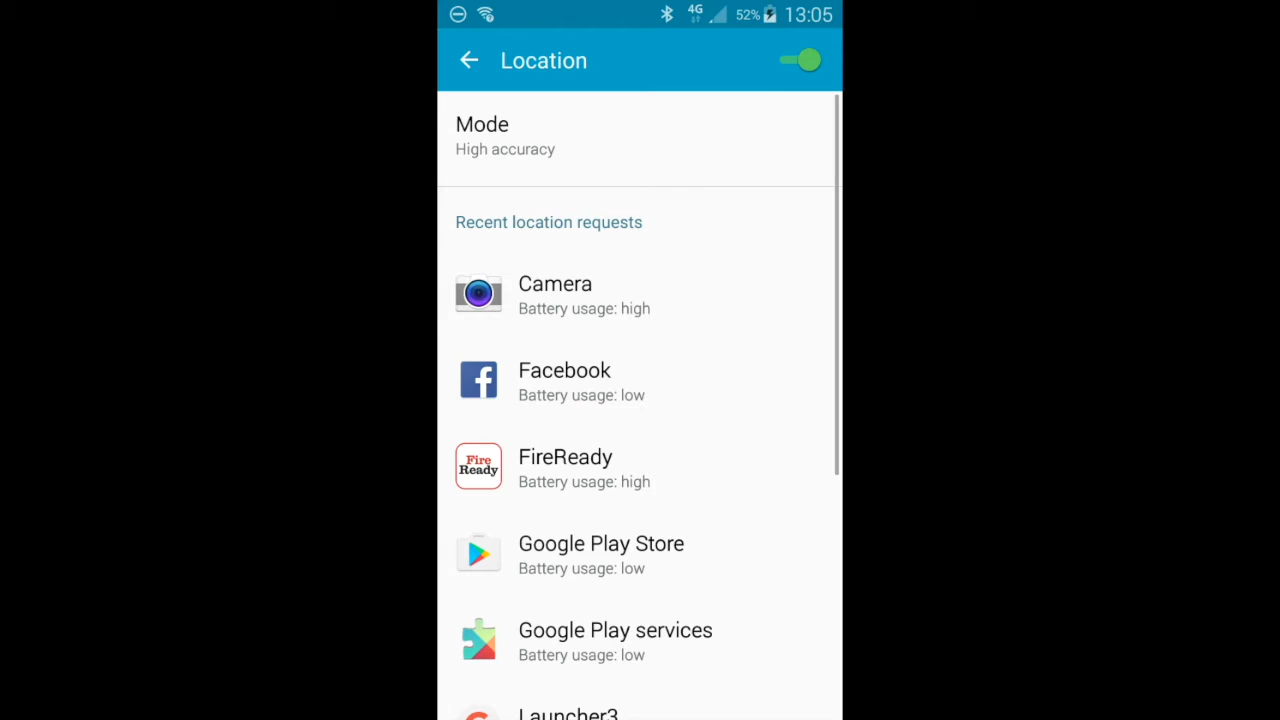 4G 52% 13:05
Location
Mode
High accuracy
Recent location requests
Camera
Battery usage: high
Facebook
Battery usage: low
Fire
Ready
FireReady
Battery usage: high
Google Play Store
Battery usage: low
Google Play services
Battery usage: low
Launcher3